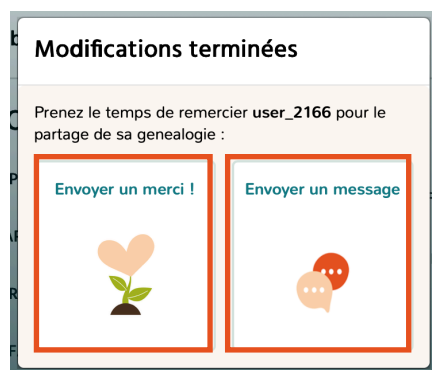 Modifications terminées
Prenez le temps de remercier user_2166 pour le
partage de sa genealogie :
Envoyer un merci !
Envoyer un message